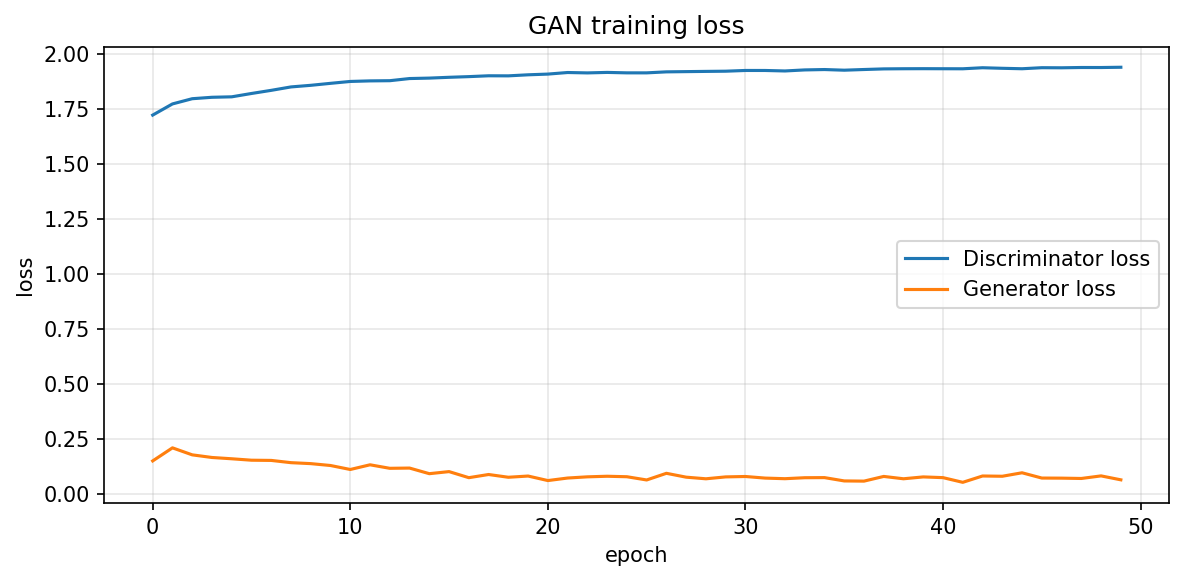 GAN training loss
2.00
1.75
1.50
1.25
1.00
0.75
0.50
0.25
0.00
loss
Discriminator loss
Generator loss
0 10 20 30 40 50
epoch